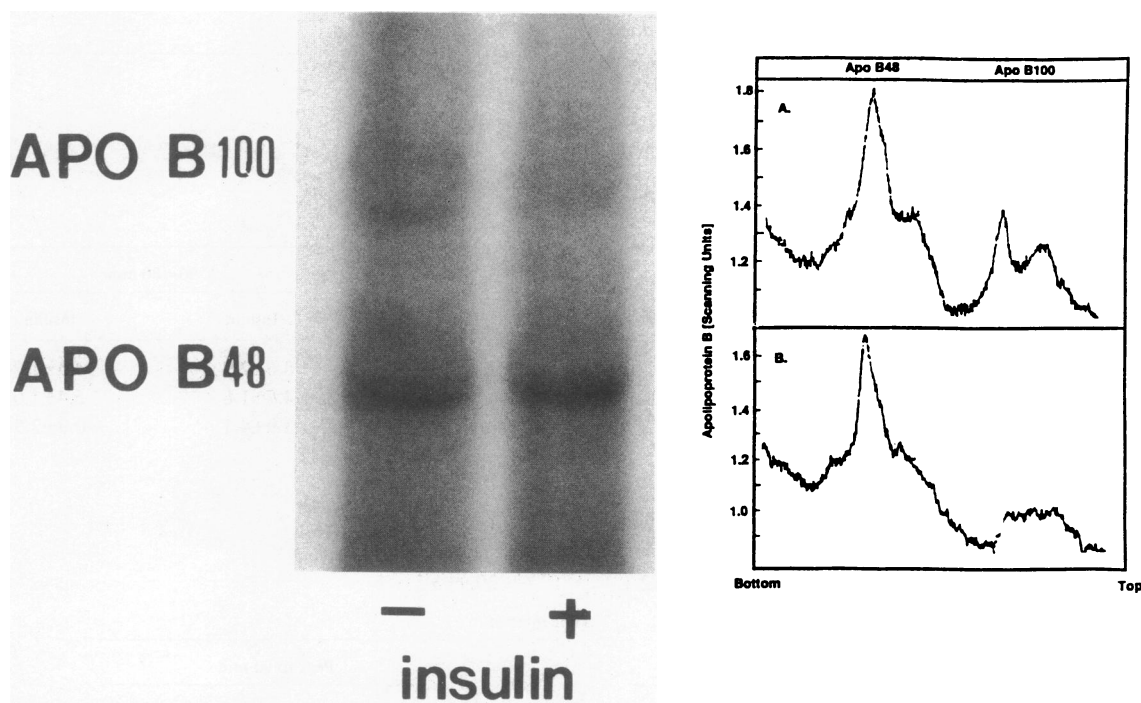 APO B100
APO B48
− +
insulin
Apo B48 Apo B100
A.
1.8
1.6
1.4
1.2
B.
1.6
1.4
1.2
1.0
Apolipoprotein B [Scanning Units]
Bottom Top